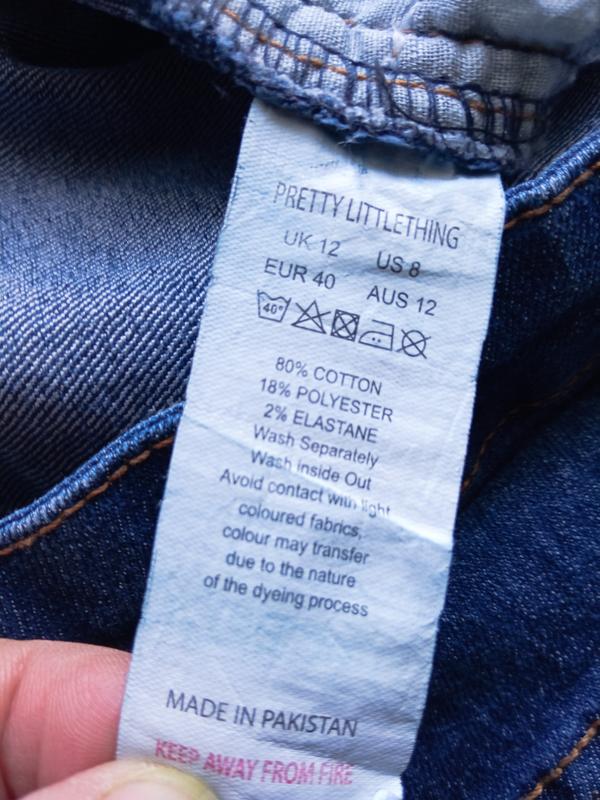 PRETTYLITTLETHING
UK 12 US 8
EUR 40 AUS 12
40°
80% COTTON
18% POLYESTER
2% ELASTANE
Wash Separately
Wash inside Out
Avoid contact with light
coloured fabrics,
colour may transfer
due to the nature
of the dyeing process
MADE IN PAKISTAN
KEEP AWAY FROM FIRE